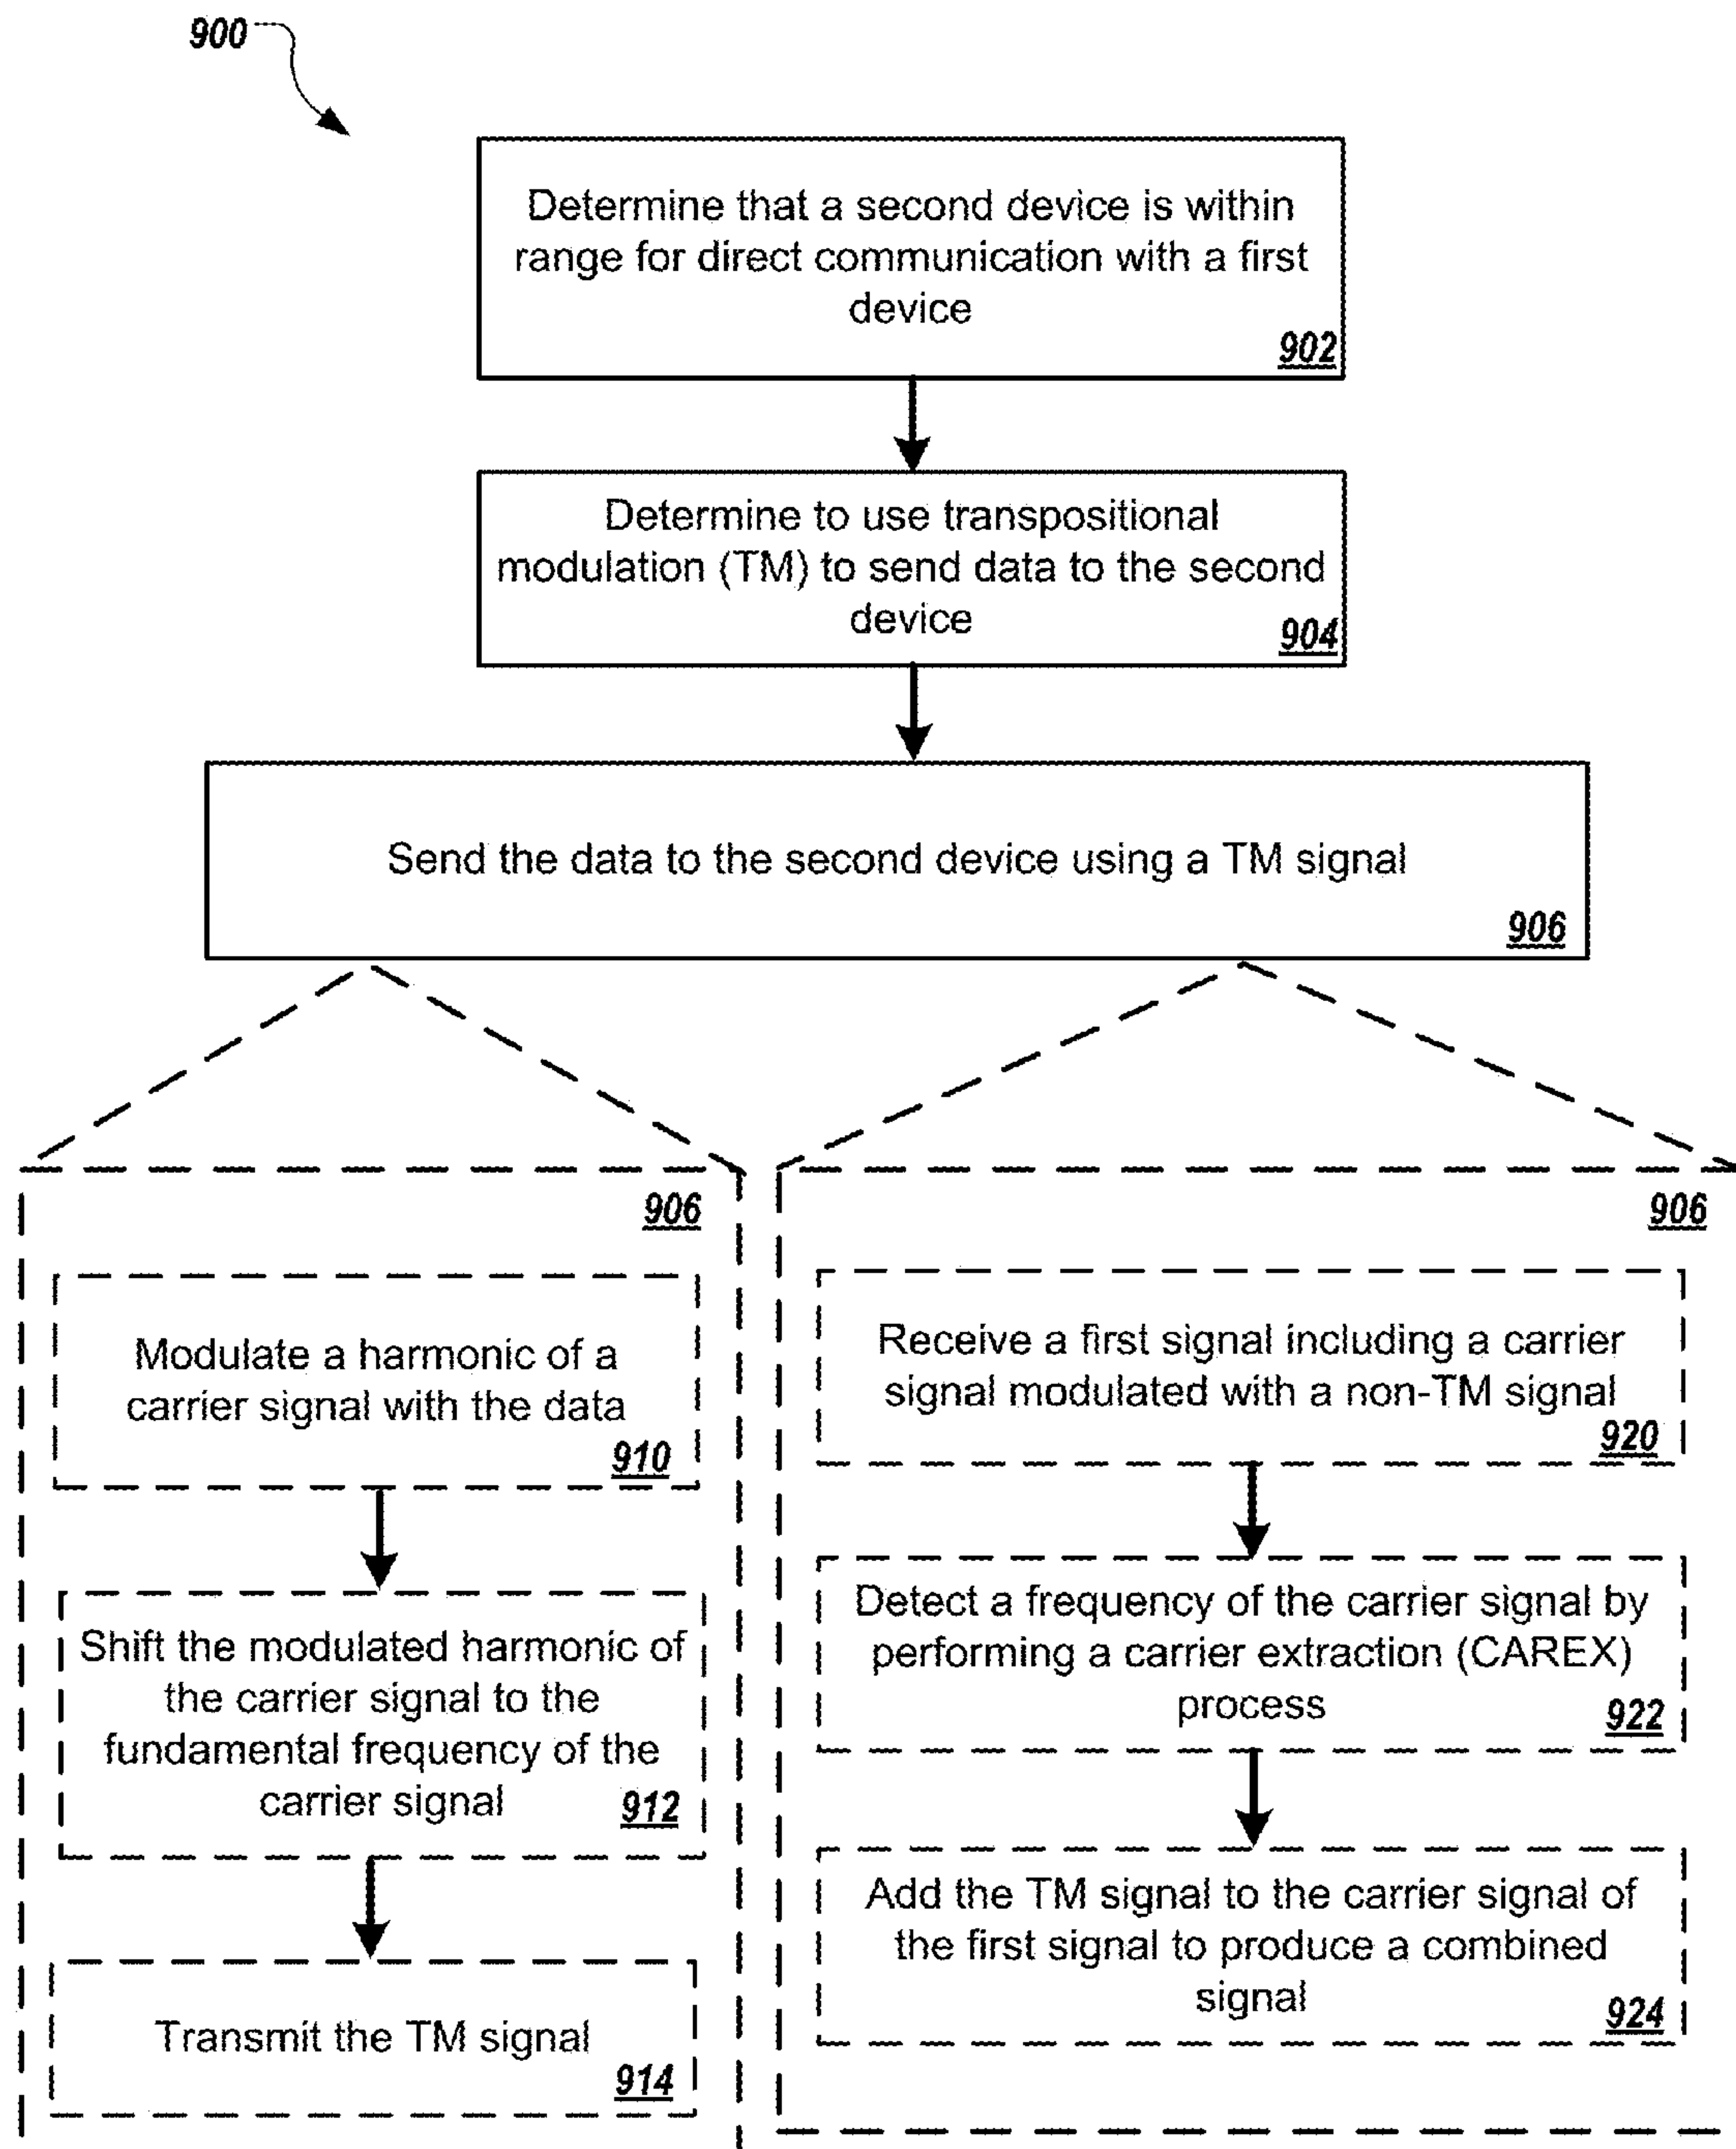 900
Determine that a second device is within
range for direct communication with a first
device
902
Determine to use transpositional
modulation (TM) to send data to the second
device
904
Send the data to the second device using a TM signal
906
906
Modulate a harmonic of a
carrier signal with the data
910
Shift the modulated harmonic of
the carrier signal to the
fundamental frequency of the
carrier signal
912
Transmit the TM signal
914
906
Receive a first signal including a carrier
signal modulated with a non-TM signal
920
Detect a frequency of the carrier signal by
performing a carrier extraction (CAREX)
process
922
Add the TM signal to the carrier signal of
the first signal to produce a combined
signal
924